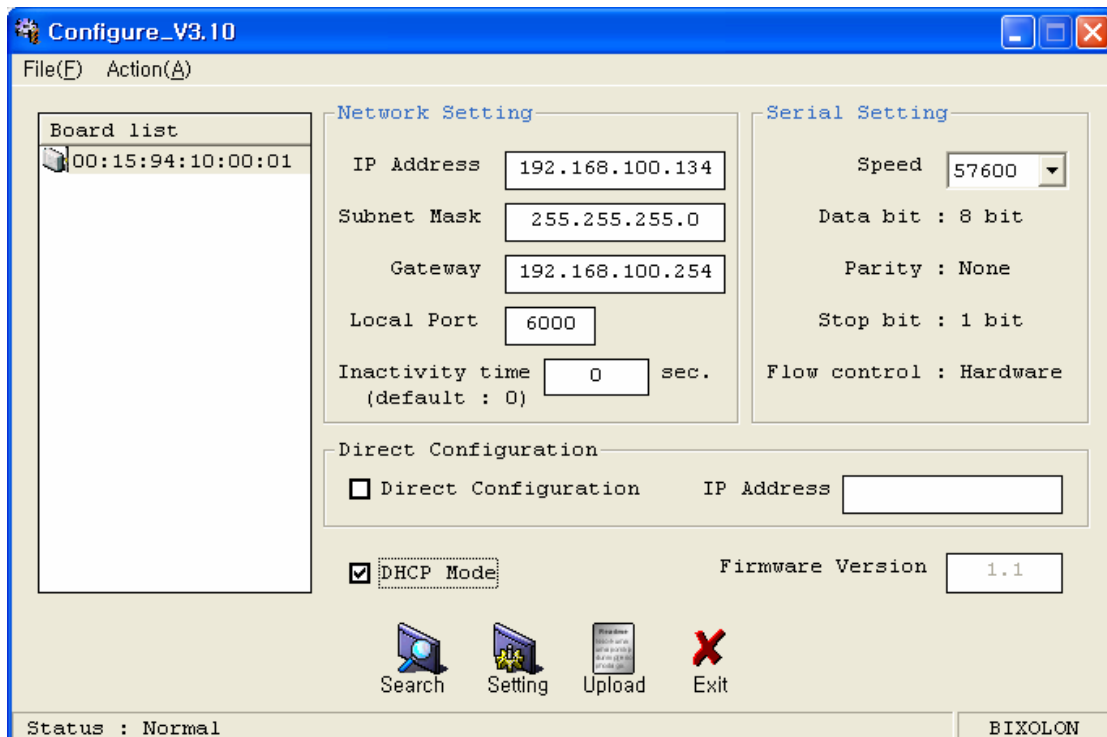 Configure_V3.10
File(F) Action(A)
Board list
00:15:94:10:00:01
Network Setting
IP Address 192.168.100.134
Subnet Mask 255.255.255.0
Gateway 192.168.100.254
Local Port 6000
Inactivity time 0 sec.
(default : 0)
Serial Setting
Speed 57600
Data bit : 8 bit
Parity : None
Stop bit : 1 bit
Flow control : Hardware
Direct Configuration
Direct Configuration IP Address
DHCP Mode
Firmware Version 1.1
Readme
Search Setting Upload Exit
Status : Normal
BIXOLON